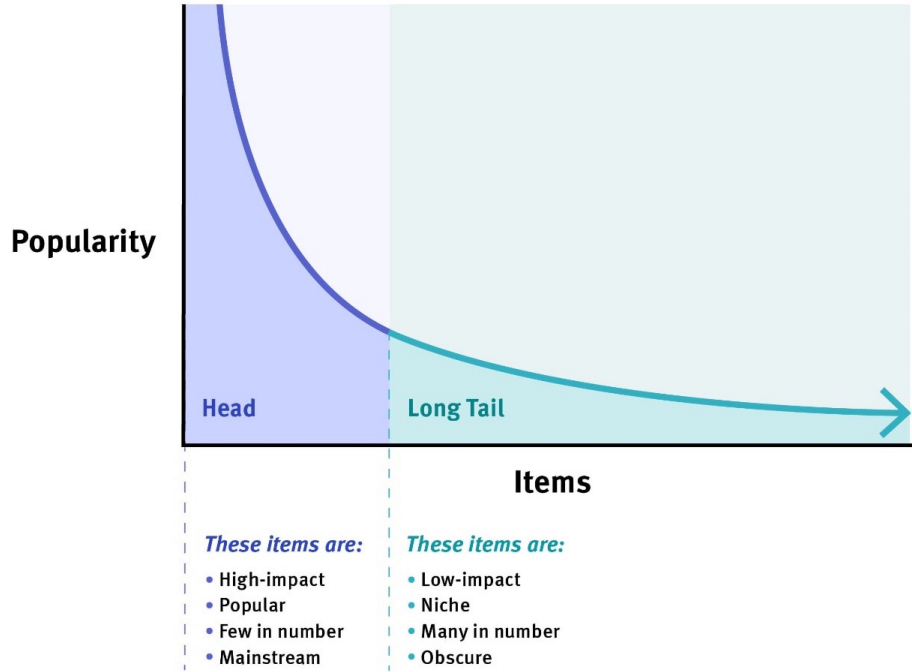 Popularity
Head
Long Tail
Items
These items are:
• High-impact
• Popular
• Few in number
• Mainstream
These items are:
• Low-impact
• Niche
• Many in number
• Obscure